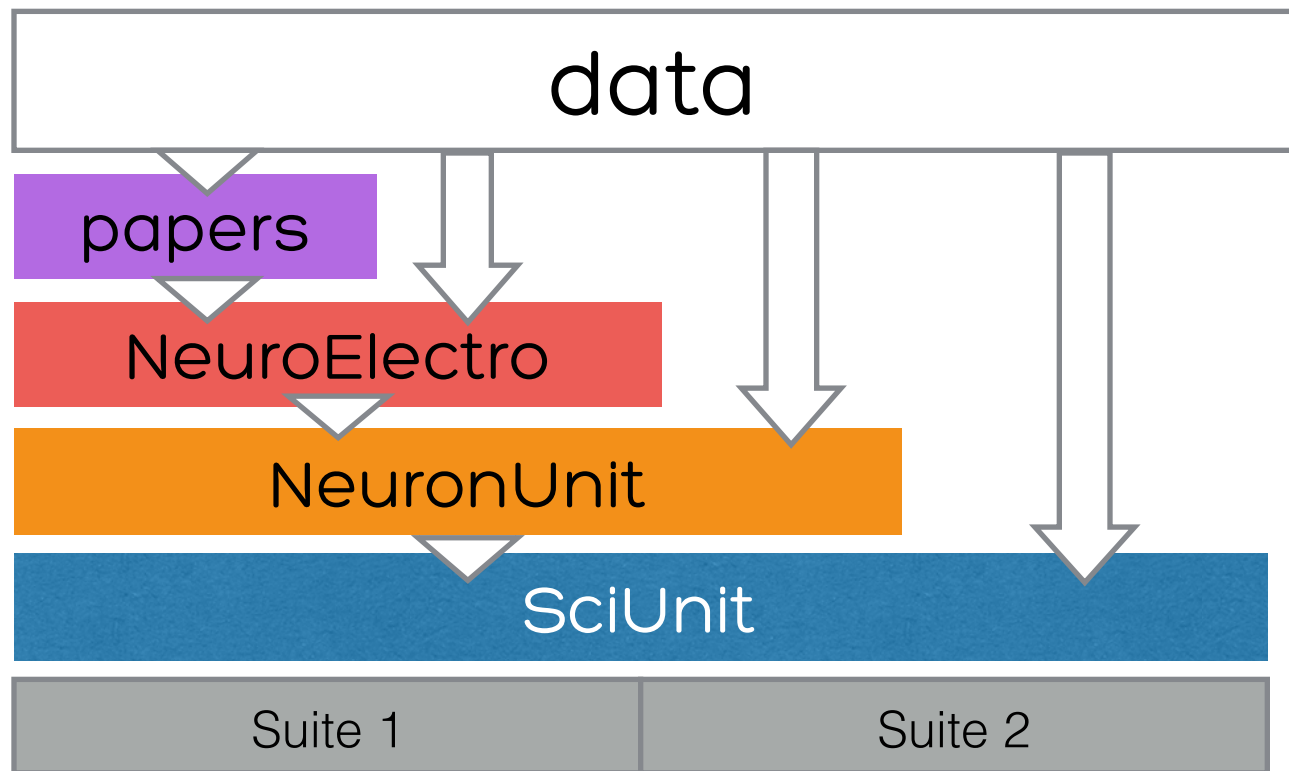 data
papers
NeuroElectro
NeuronUnit
SciUnit
Suite 1
Suite 2